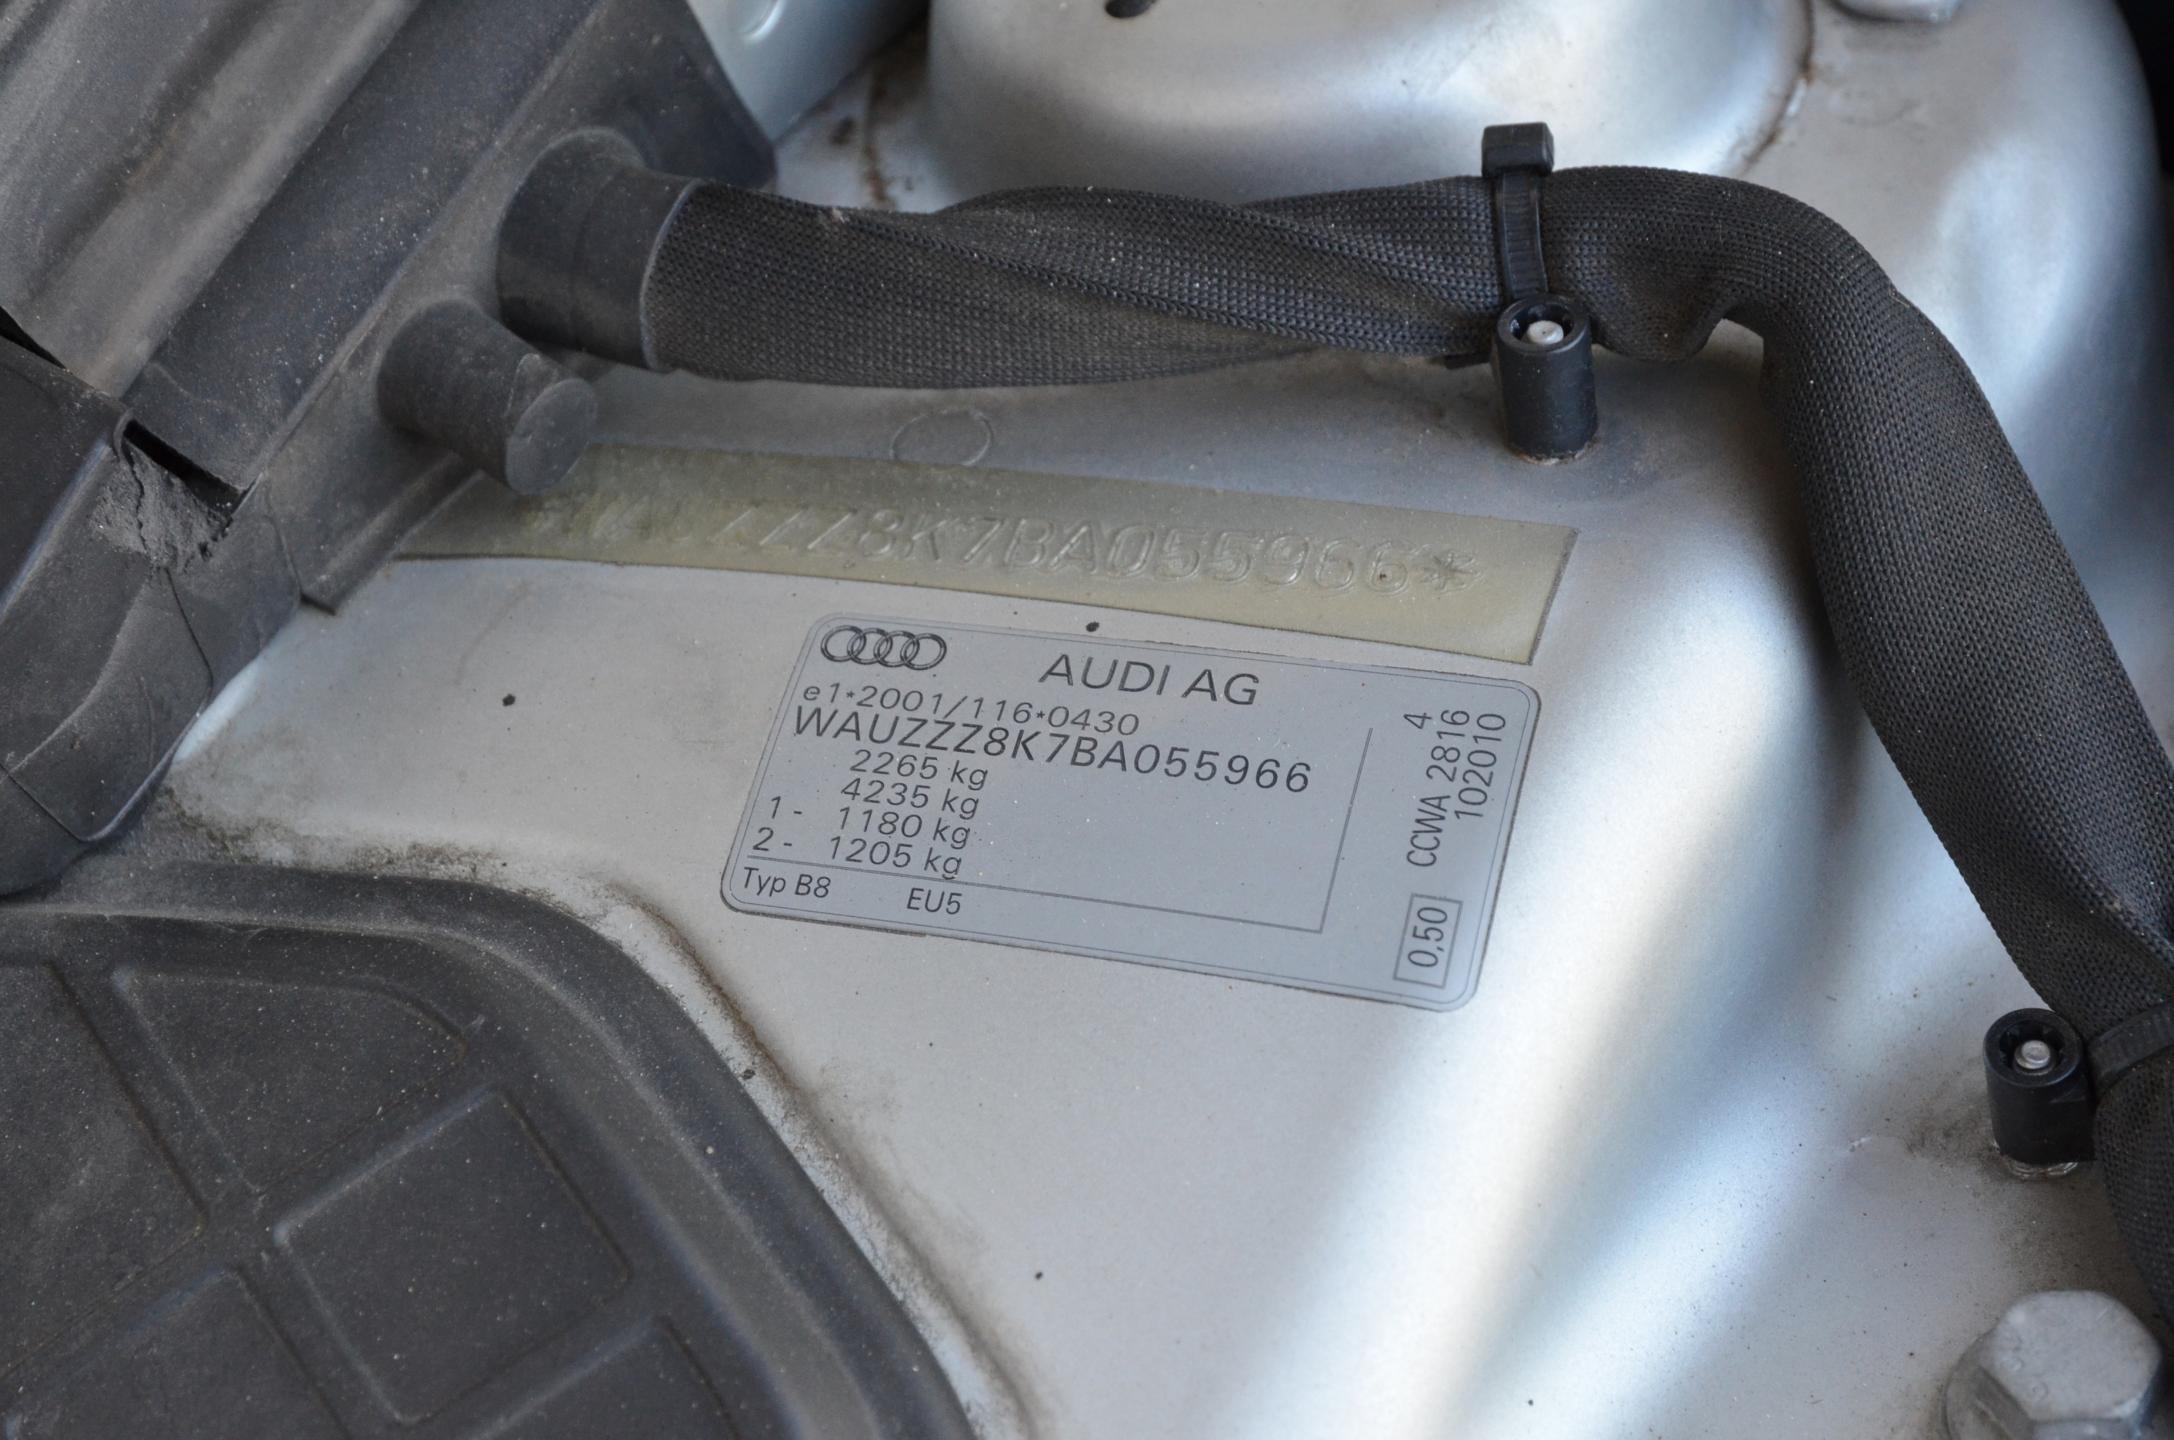 *WAUZZZ8K7BA055966*
AUDI AG
e1*2001/116*0430
WAUZZZ8K7BA055966
2265 kg
4235 kg
1 - 1180 kg
2 - 1205 kg
Typ B8 EU5
4
CCWA 2816
102010
0,50